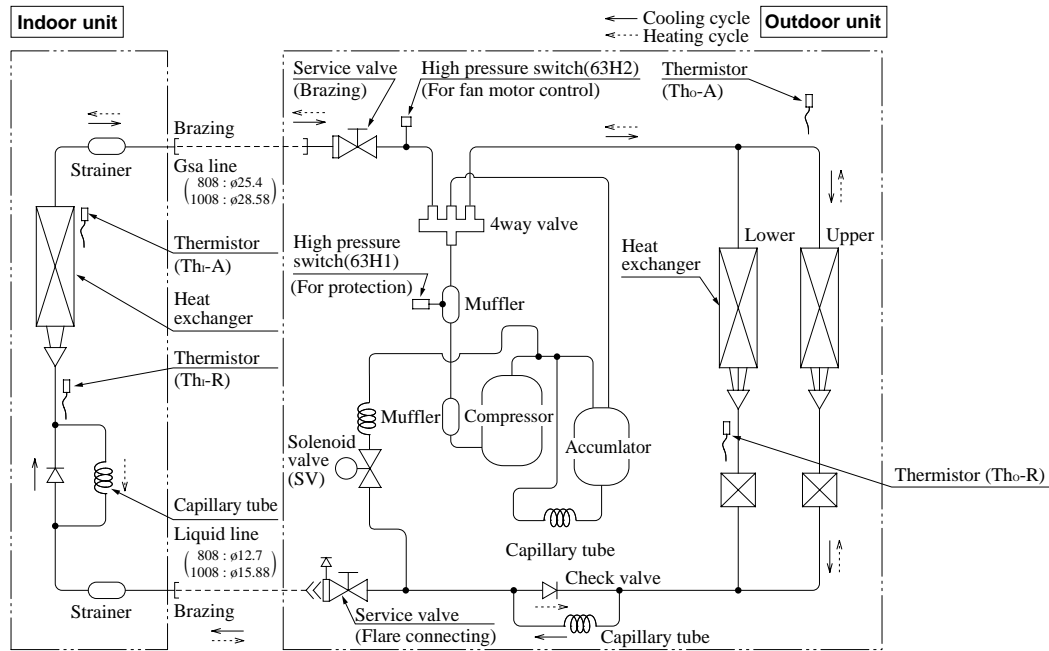 Indoor unit
Cooling cycle
Heating cycle
Outdoor unit
Service valve
(Brazing)
High pressure switch(63H2)
(For fan motor control)
Thermistor
(Tho-A)
Brazing
Strainer
Gsa line
808 : ø25.4
1008 : ø28.58
4way valve
Lower
Upper
Thermistor
(ThI-A)
High pressure
switch(63H1)
(For protection)
Heat
exchanger
Heat
exchanger
Muffler
Thermistor
(ThI-R)
Muffler
Compressor
Accumlator
Solenoid
valve
(SV)
Thermistor (Tho-R)
Capillary tube
Liquid line
808 : ø12.7
1008 : ø15.88
Capillary tube
Check valve
Strainer
Brazing
Service valve
(Flare connecting)
Capillary tube